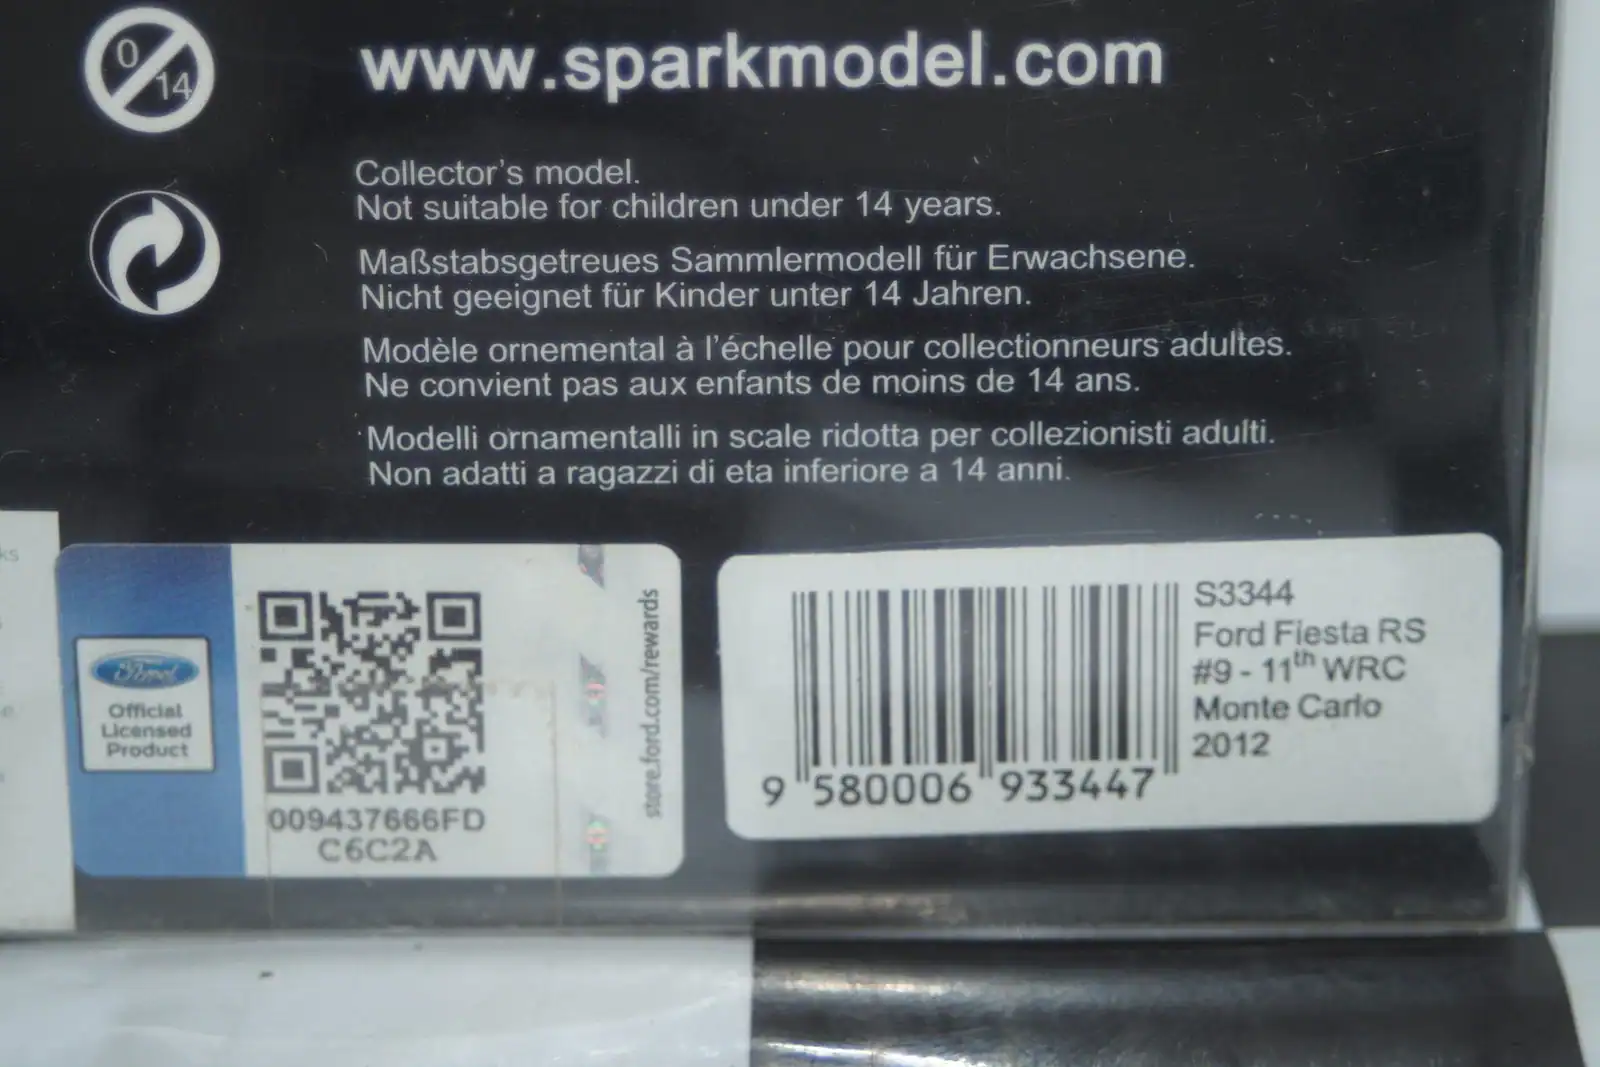 0
14
www.sparkmodel.com
Collector's model.
Not suitable for children under 14 years.
Maßstabsgetreues Sammlermodell für Erwachsene.
Nicht geeignet für Kinder unter 14 Jahren.
Modèle ornemental à l'échelle pour collectionneurs adultes.
Ne convient pas aux enfants de moins de 14 ans.
Modelli ornamentalli in scale ridotta per collezionisti adulti.
Non adatti a ragazzi di eta inferiore a 14 anni.
ks
Ford
Official
Licensed
Product
009437666FD
C6C2A
store.ford.com/rewards
9 580006 933447
S3344
Ford Fiesta RS
#9 - 11th WRC
Monte Carlo
2012